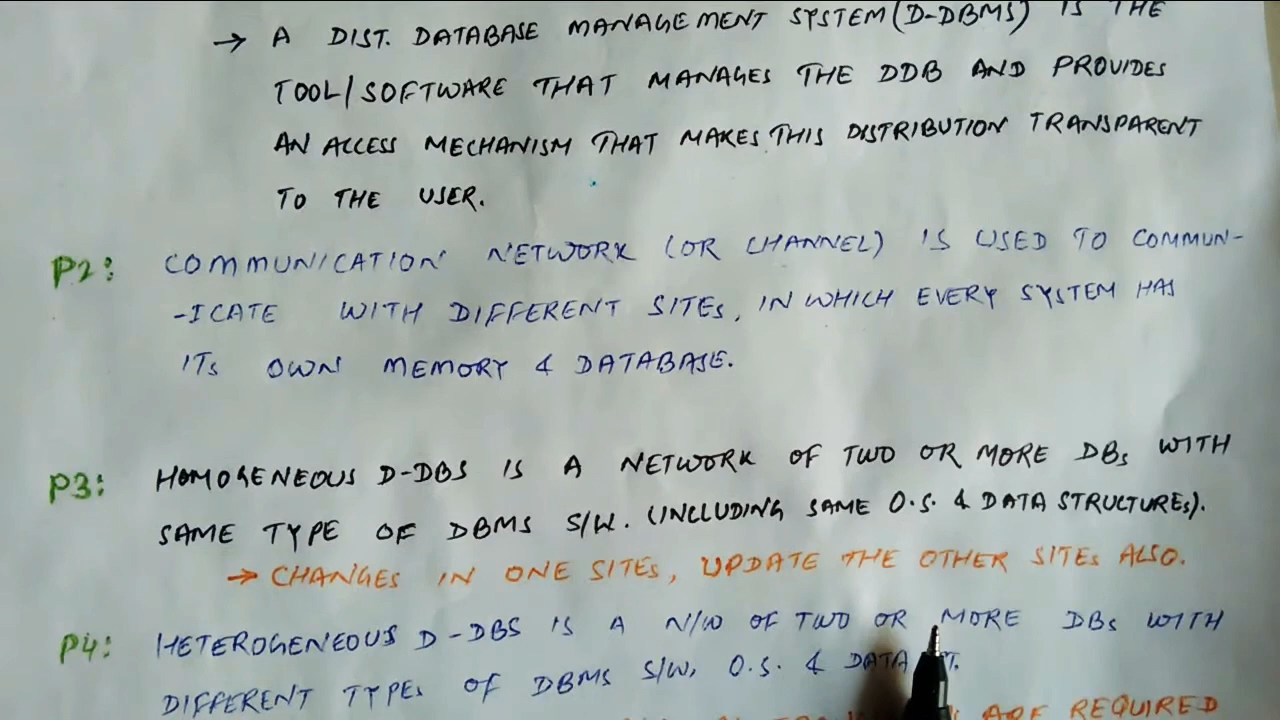 → A DIST. DATABASE MANAGEMENT SYSTEM (D-DBMS) IS THE
TOOL/SOFTWARE THAT MANAGES THE DDB AND PROVIDES
AN ACCESS MECHANISM THAT MAKES THIS DISTRIBUTION TRANSPARENT
TO THE USER.
P2: COMMUNICATION NETWORK (OR CHANNEL) IS USED TO COMMUN-
-ICATE WITH DIFFERENT SITES, IN WHICH EVERY SYSTEM HAS
ITS OWN MEMORY & DATABASE.
P3: HOMOGENEOUS D-DBS IS A NETWORK OF TWO OR MORE DBS WITH
SAME TYPE OF DBMS S/W. (INCLUDING SAME O.S. & DATA STRUCTURES).
→ CHANGES IN ONE SITES, UPDATE THE OTHER SITES ALSO.
P4: HETEROGENEOUS D-DBS IS A N/W OF TWO OR MORE DBS WITH
DIFFERENT TYPES OF DBMS S/W, O.S. & DATA
ARE REQUIRED